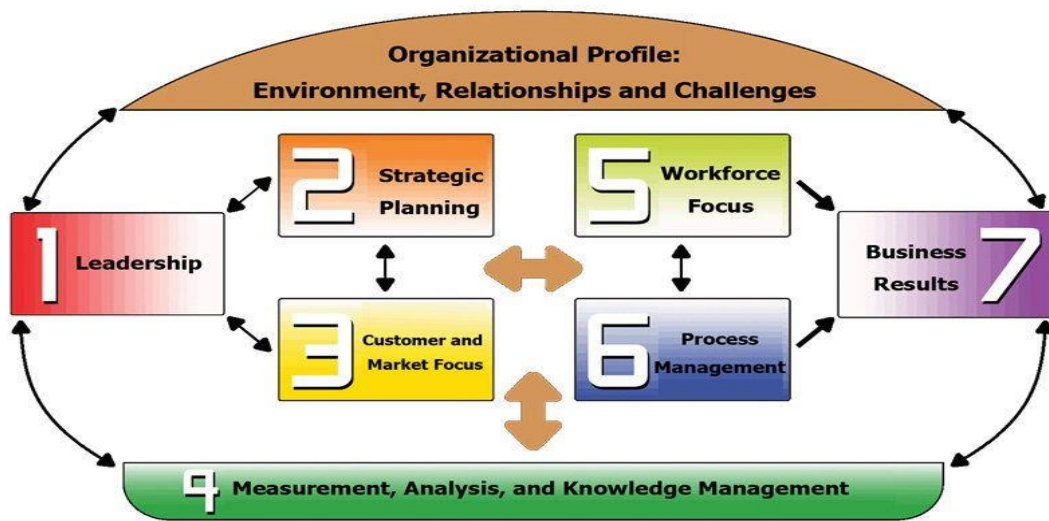 Organizational Profile:
Environment, Relationships and Challenges
1
Leadership
2
Strategic
Planning
3
Customer and
Market Focus
5
Workforce
Focus
6
Process
Management
Business
Results
7
4
Measurement, Analysis, and Knowledge Management